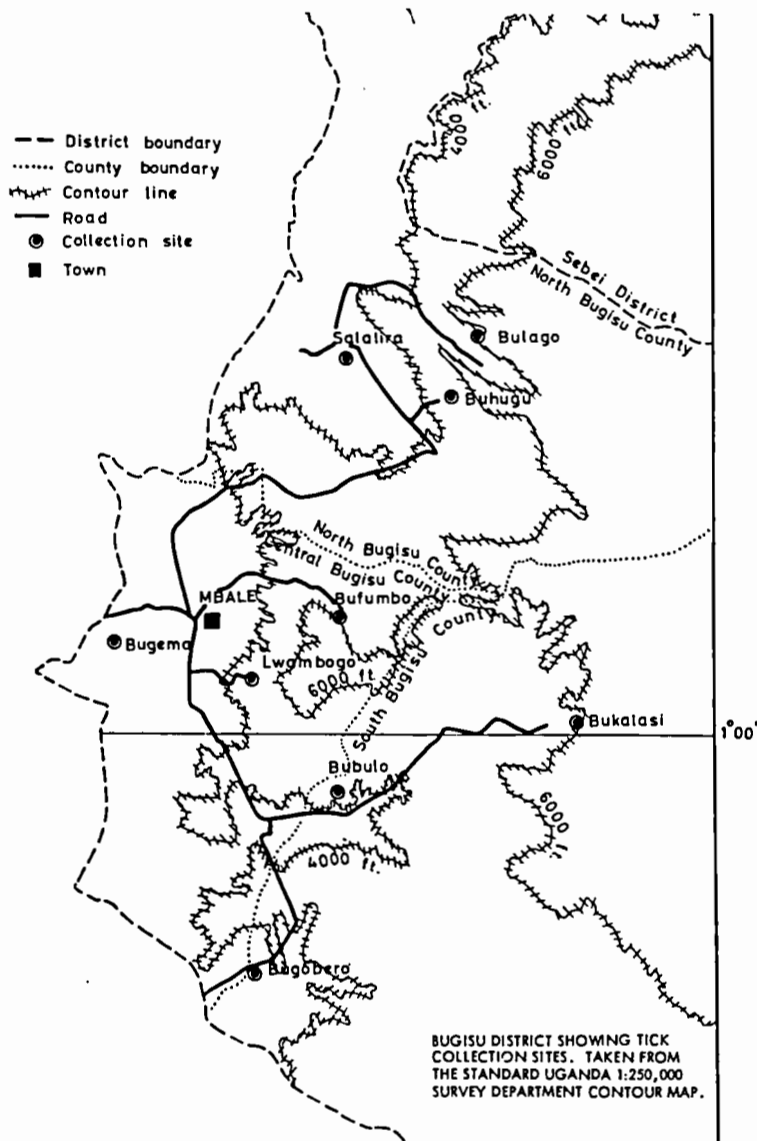 District boundary
County boundary
Contour line
Road
Collection site
Town
4000 ft.
6000 ft.
Sebei District
North Bugisu County
Salalira
Bulago
Buhugu
North Bugisu County
Central Bugisu County
MBALE
Bufumbo
Bugema
Lwambogo
6000 ft.
South Bugisu County
Bukalasi
1°00'
Bubulo
6000 ft.
4000 ft.
Bugobero
BUGISU DISTRICT SHOWING TICK
COLLECTION SITES. TAKEN FROM
THE STANDARD UGANDA 1:250,000
SURVEY DEPARTMENT CONTOUR MAP.